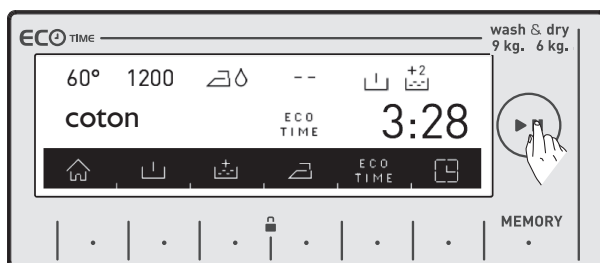 ECO TIME
wash & dry
9 kg. 6 kg.
60° 1200 -- +2
coton ECO TIME 3:28
+ ECO TIME
MEMORY